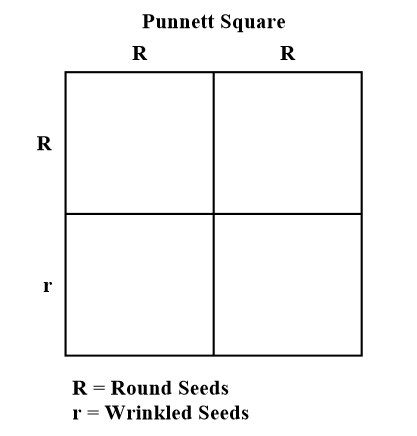 Punnett Square
R R
R
r
R = Round Seeds
r = Wrinkled Seeds